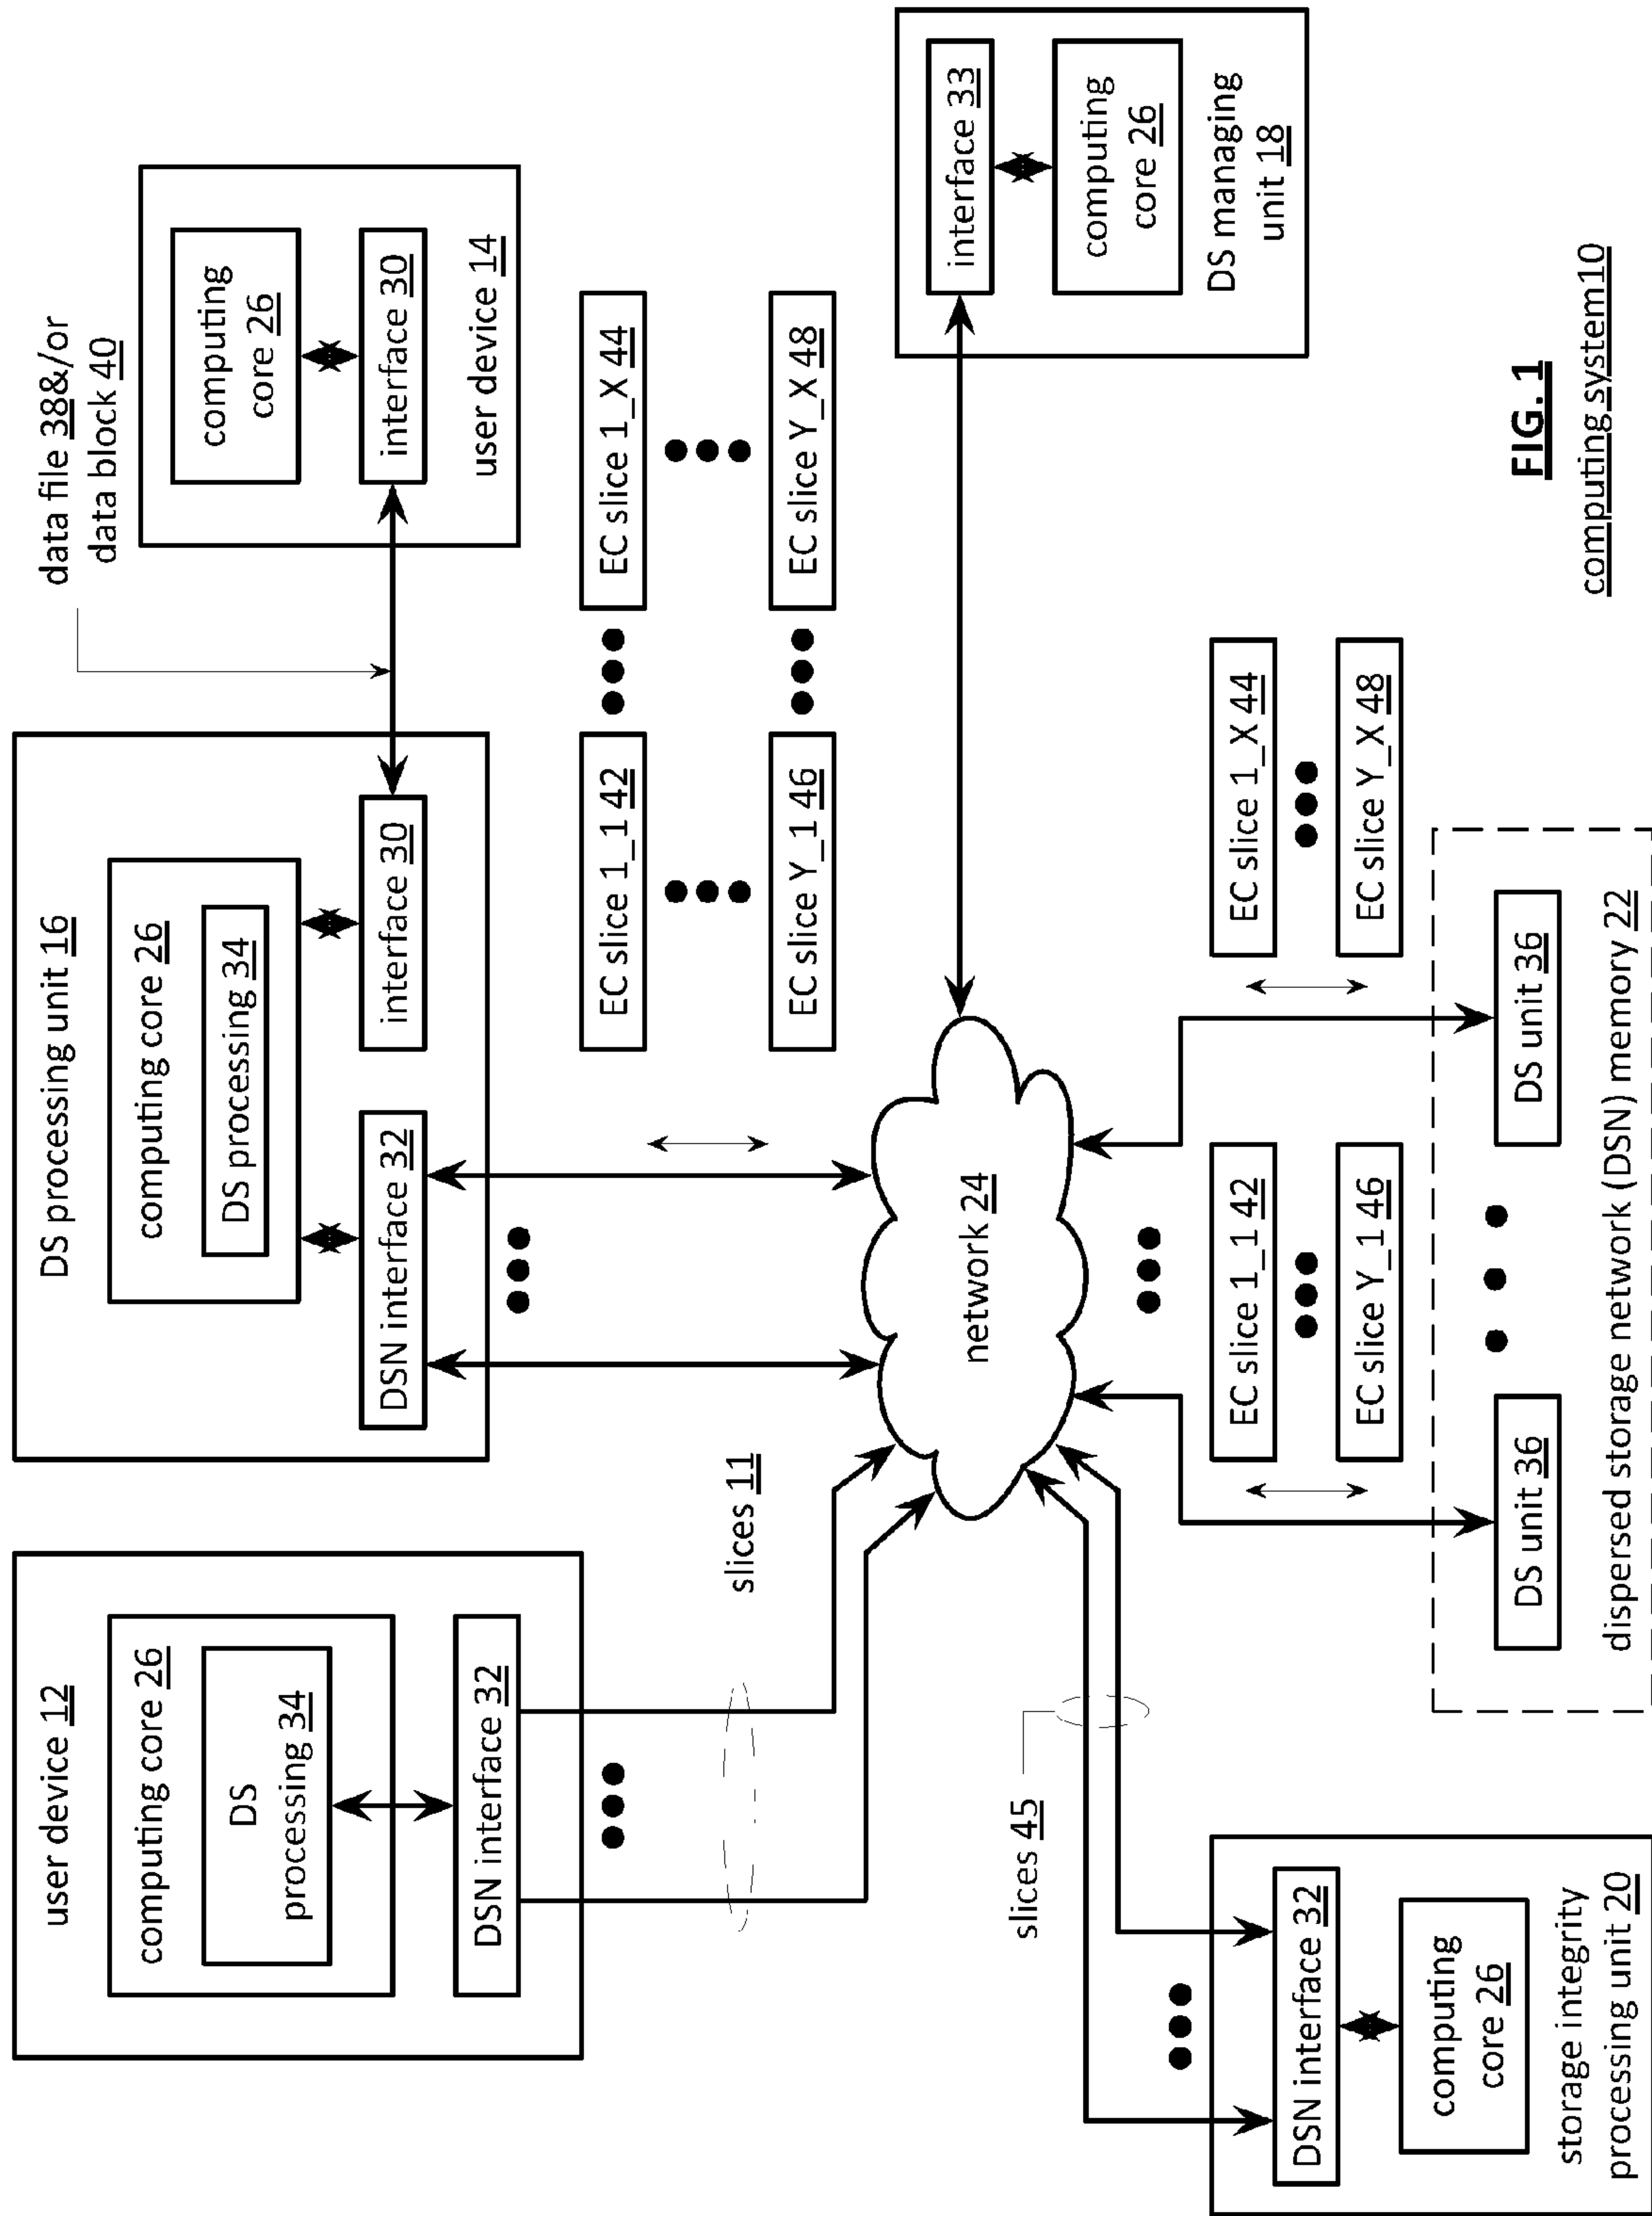 user device 12
computing core 26
DS
processing 34
DSN interface 32
slices 11
DS processing unit 16
computing core 26
DS processing 34
DSN interface 32
interface 30
data file 38&/or
data block 40
computing
core 26
interface 30
user device 14
EC slice 1_1 42
EC slice 1_X 44
EC slice Y_1 46
EC slice Y_X 48
network 24
interface 33
computing
core 26
DS managing
unit 18
slices 45
DSN interface 32
computing
core 26
storage integrity
processing unit 20
EC slice 1_1 42
EC slice Y_1 46
EC slice 1_X 44
EC slice Y_X 48
DS unit 36
DS unit 36
dispersed storage network (DSN) memory 22
FIG. 1
computing system10